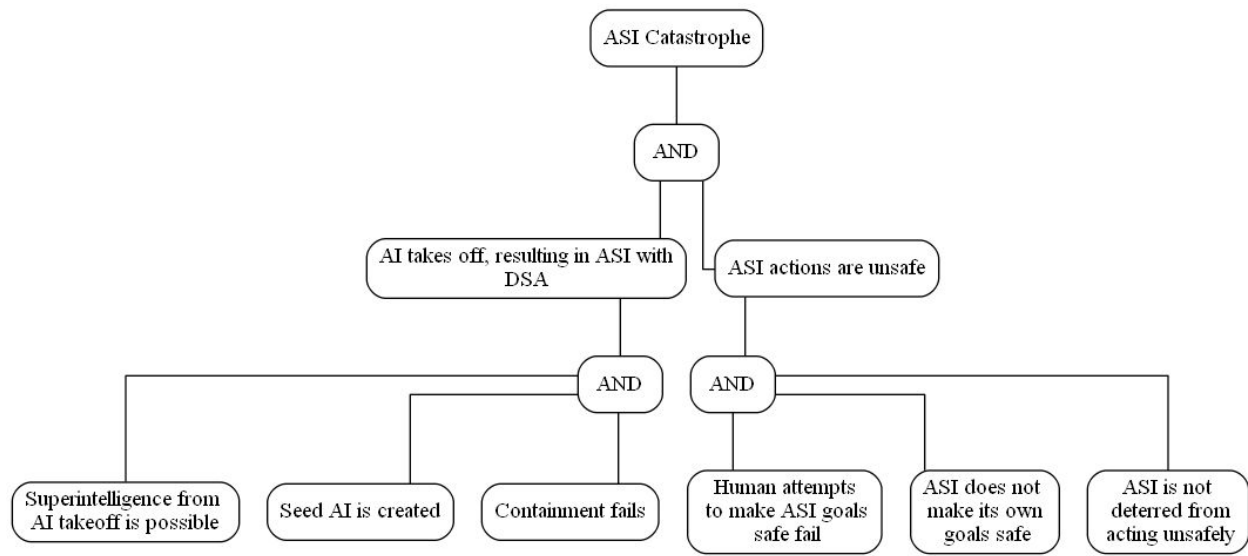 ASI Catastrophe
AND
AI takes off, resulting in ASI with
DSA
ASI actions are unsafe
AND
AND
Superintelligence from
AI takeoff is possible
Seed AI is created
Containment fails
Human attempts
to make ASI goals
safe fail
ASI does not
make its own
goals safe
ASI is not
deterred from
acting unsafely